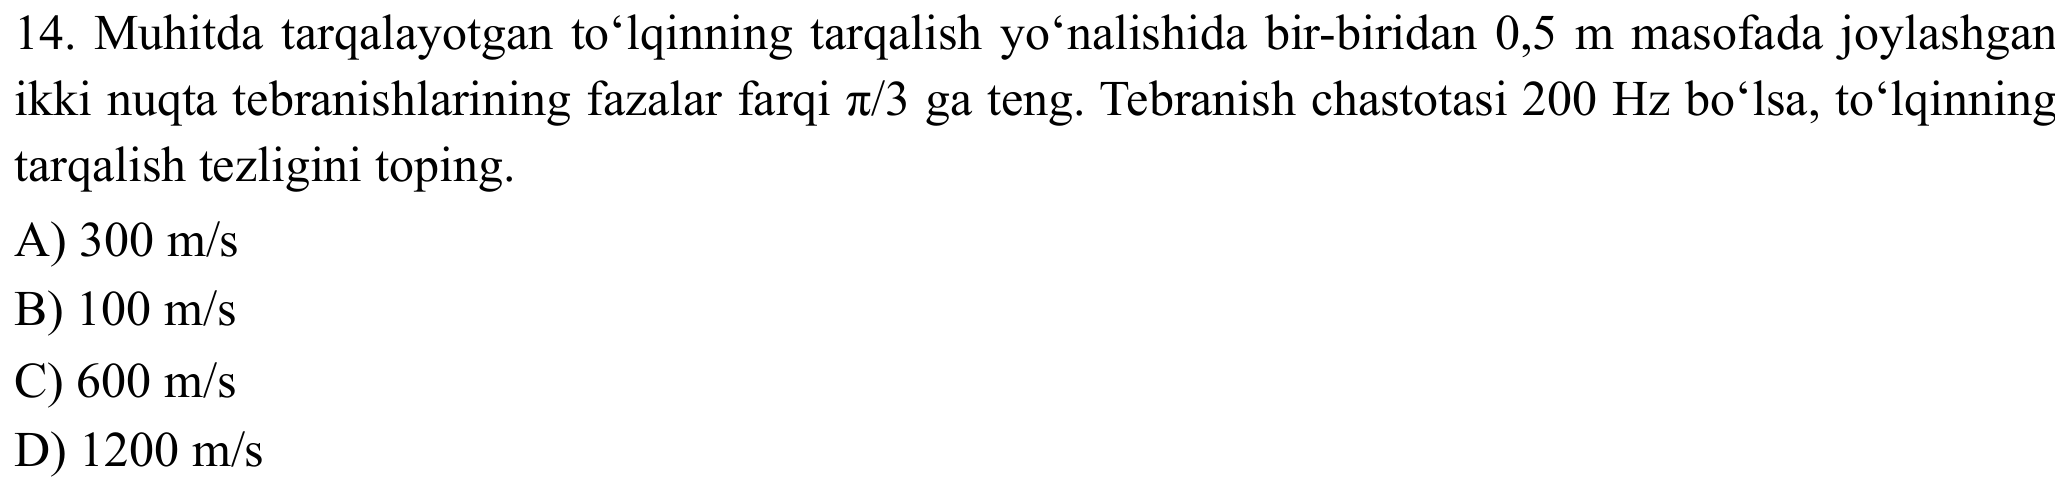 14. Muhitda tarqalayotgan to‘lqinning tarqalish yo‘nalishida bir-biridan 0,5 m masofada joylashgan
ikki nuqta tebranishlarining fazalar farqi π/3 ga teng. Tebranish chastotasi 200 Hz bo‘lsa, to‘lqinning
tarqalish tezligini toping.
A) 300 m/s
B) 100 m/s
C) 600 m/s
D) 1200 m/s